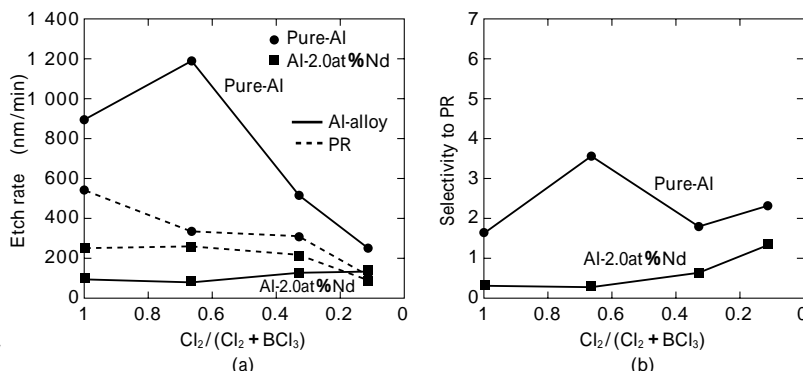 1 400
1 200
1 000
800
600
400
200
0
Etch rate (nm/min)
Pure-Al
Al-2.0at%Nd
Pure-Al
Al-alloy
PR
Al-2.0at%Nd
1 0.8 0.6 0.4 0.2 0
Cl₂/(Cl₂ + BCl₃)
(a)
7
6
5
4
3
2
1
0
Selectivity to PR
Pure-Al
Al-2.0at%Nd
1 0.8 0.6 0.4 0.2 0
Cl₂/(Cl₂ + BCl₃)
(b)